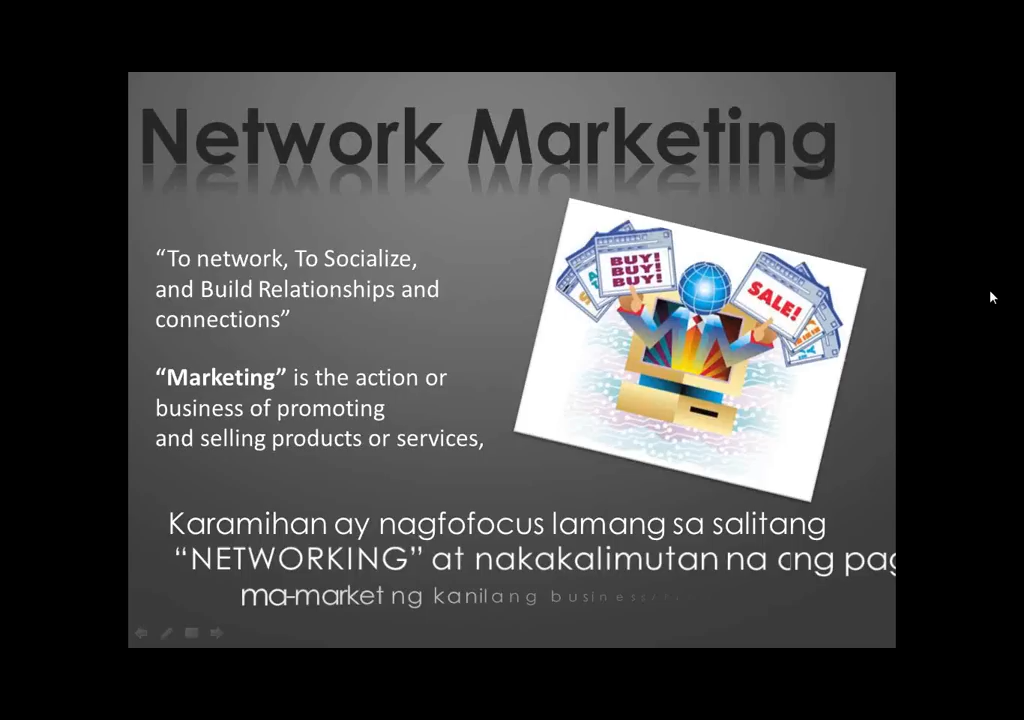 Network Marketing
“To network, To Socialize,
and Build Relationships and
connections”
“Marketing” is the action or
business of promoting
and selling products or services,
BUY!
BUY!
BUY!
SALE!
Karamihan ay nagfofocus lamang sa salitang
“NETWORKING” at nakakalimutan na ang pag
ma-market ng kanilang